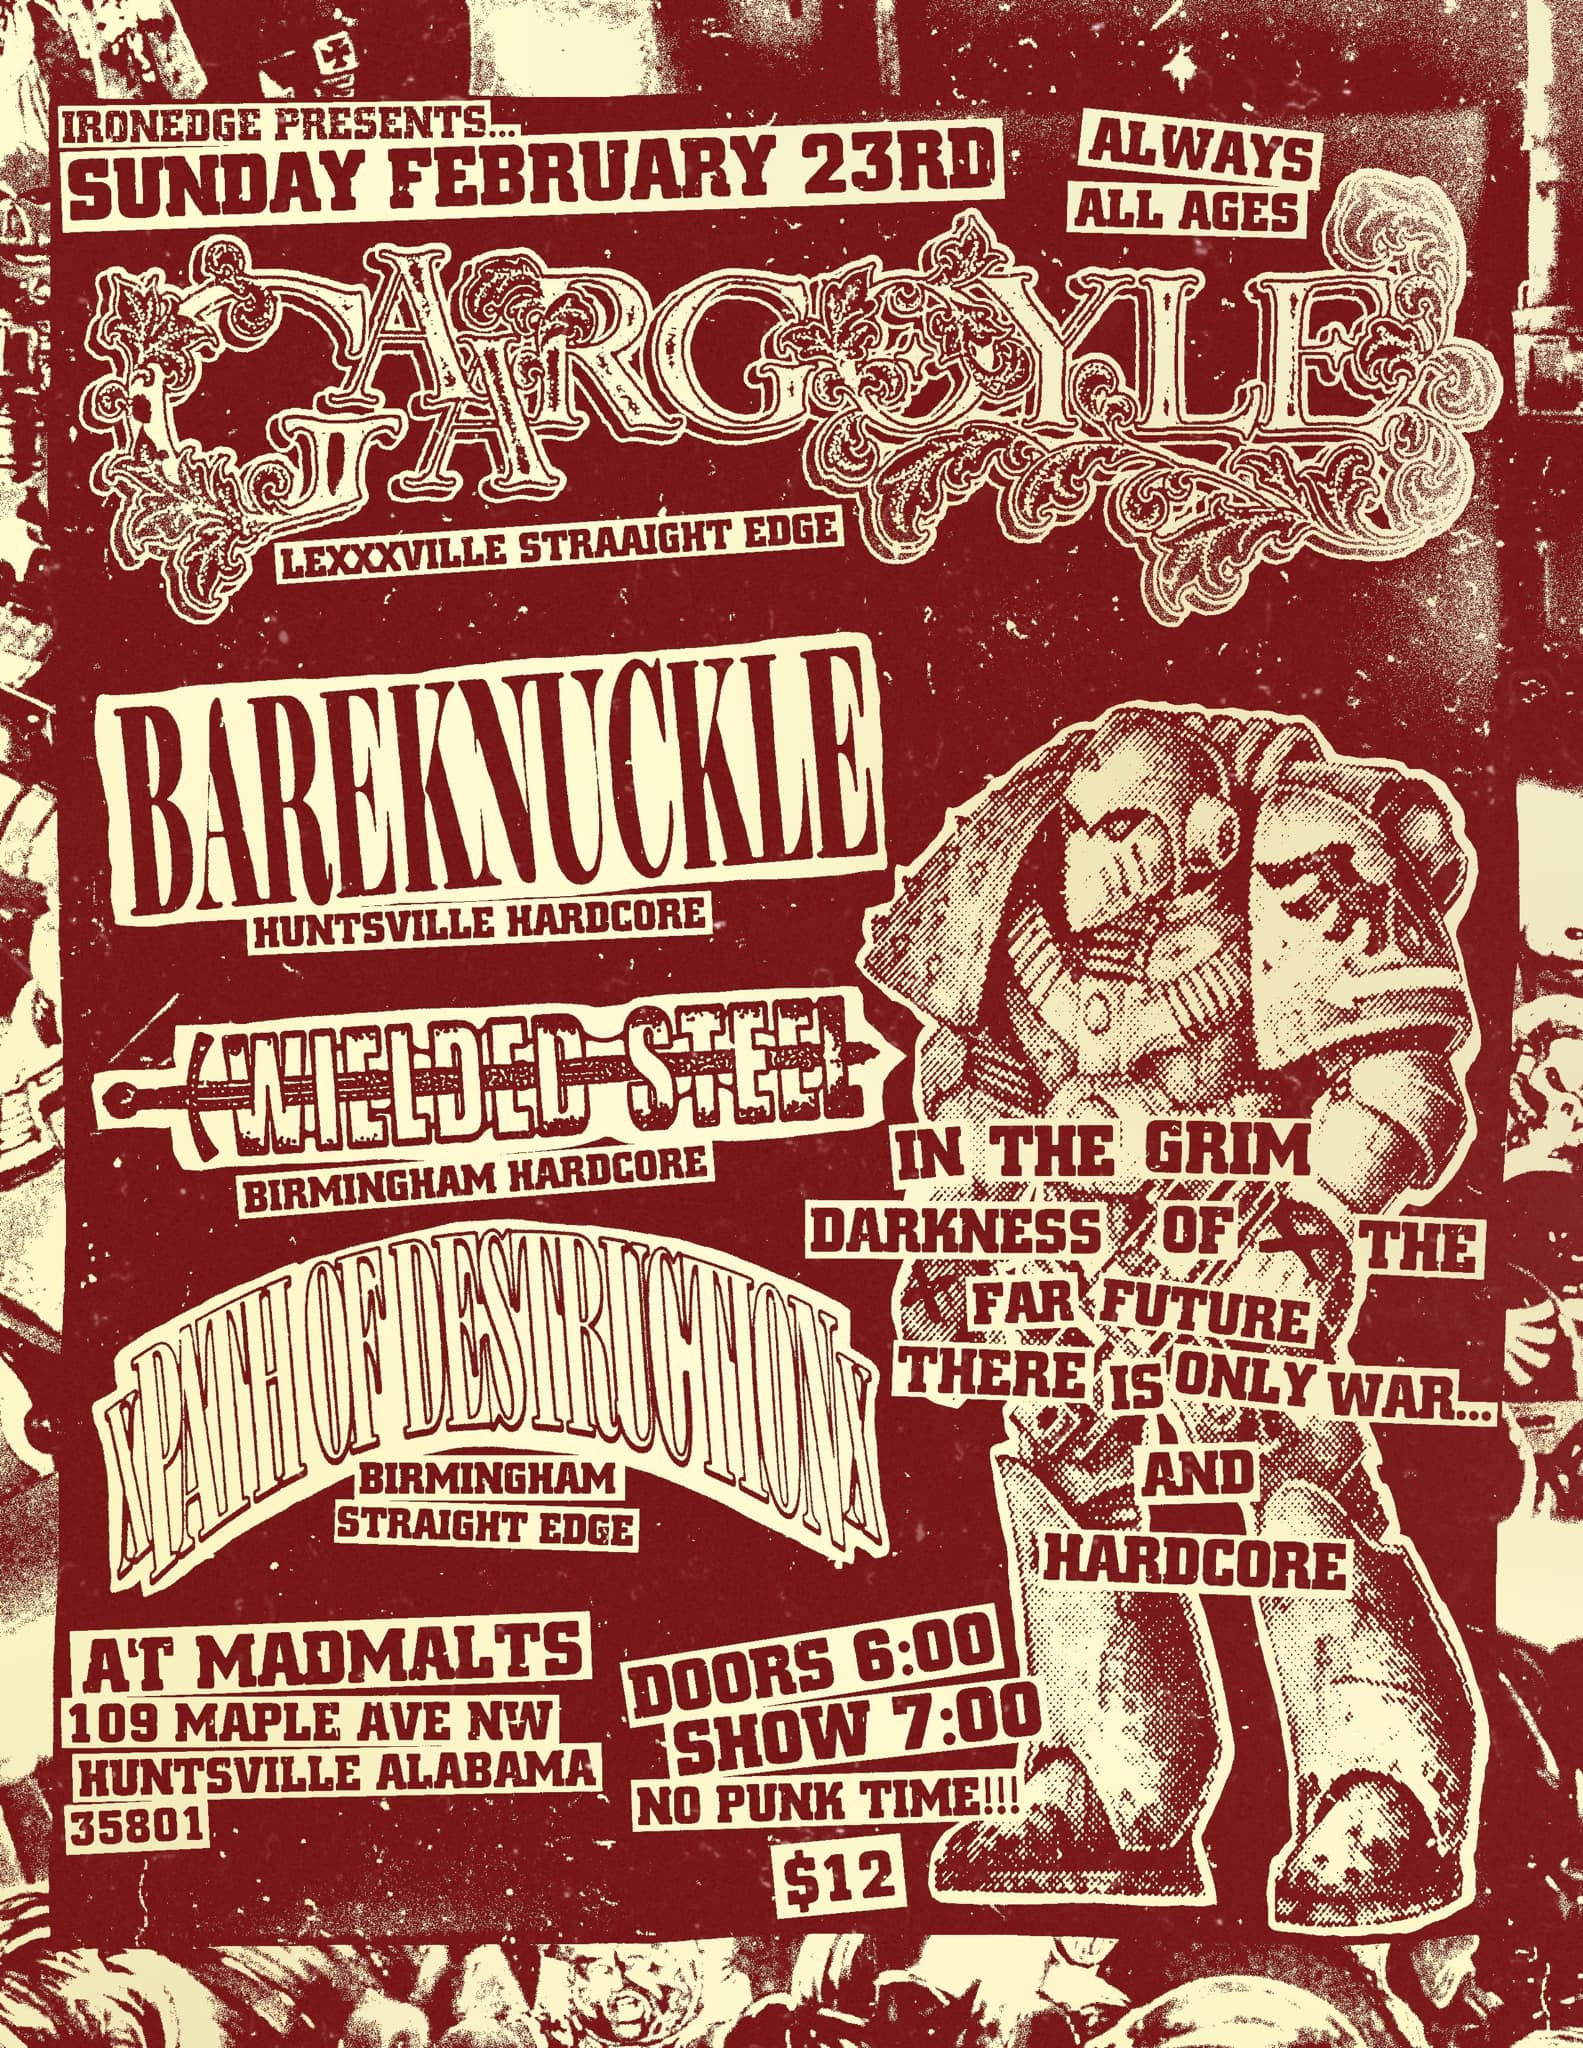 IRONEDGE PRESENTS...
SUNDAY FEBRUARY 23RD
ALWAYS
ALL AGES
GAARGOYLE
LEXXXVILLE STRAAIGHT EDGE
BAREKNUCKLE
HUNTSVILLE HARDCORE
WIELDED STEEL
BIRMINGHAM HARDCORE
XPATH OF DESTRUCTIONX
BIRMINGHAM
STRAIGHT EDGE
IN THE GRIM
DARKNESS OF THE
FAR FUTURE
THERE IS ONLY WAR...
AND
HARDCORE
AT MADMALTS
109 MAPLE AVE NW
HUNTSVILLE ALABAMA
35801
DOORS 6:00
SHOW 7:00
NO PUNK TIME!!!
$12